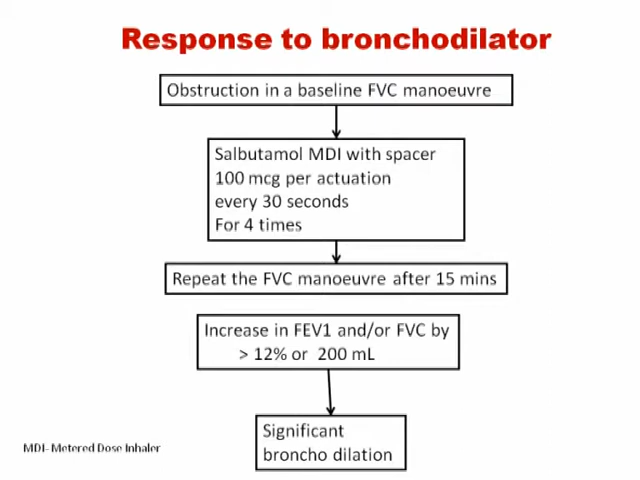 Response to bronchodilator
Obstruction in a baseline FVC manoeuvre
Salbutamol MDI with spacer
100 mcg per actuation
every 30 seconds
For 4 times
Repeat the FVC manoeuvre after 15 mins
Increase in FEV1 and/or FVC by
> 12% or 200 mL
Significant
broncho dilation
MDI- Metered Dose Inhaler